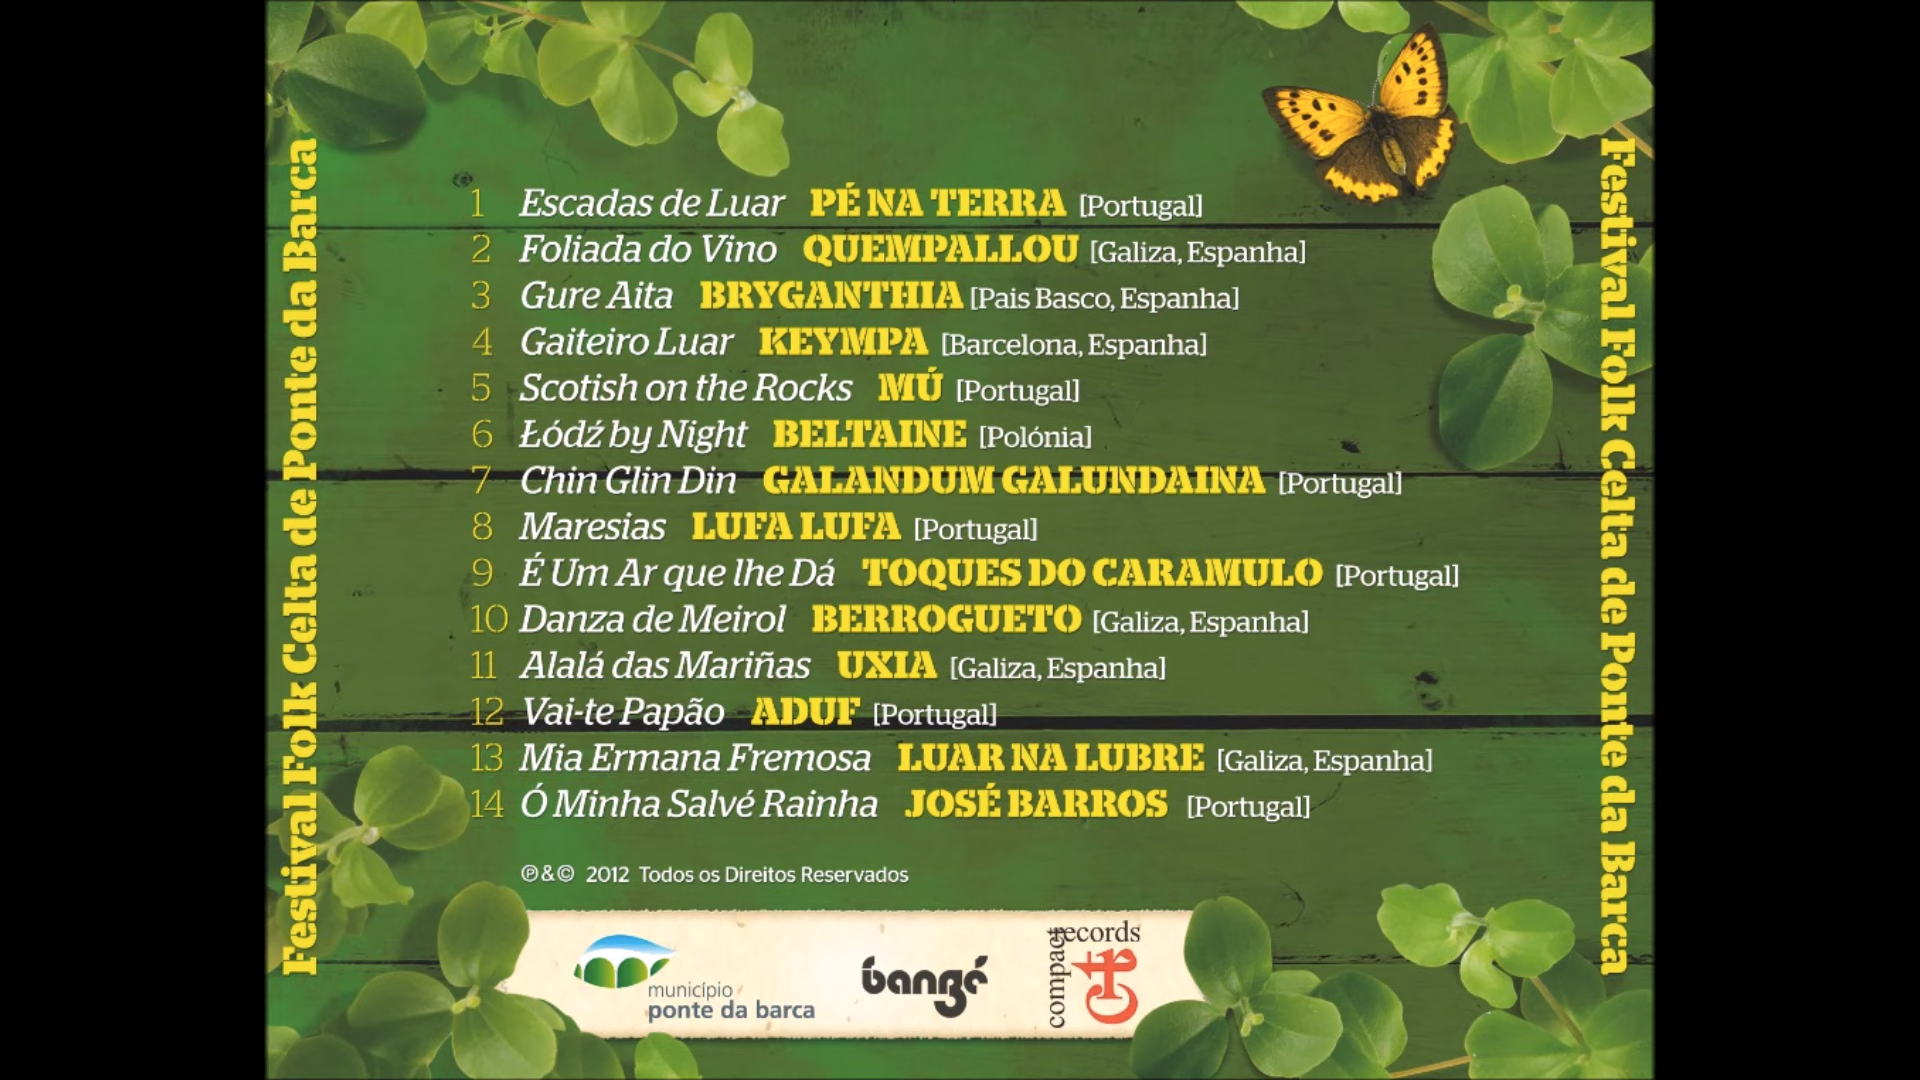 Festival Folk Celta de Ponte da Barca
1 Escadas de Luar PÉ NA TERRA [Portugal]
2 Foliada do Vino QUEMPALLOU [Galiza, Espanha]
3 Gure Aita BRYGANTHIA [Pais Basco, Espanha]
4 Gaiteiro Luar KEYMPA [Barcelona, Espanha]
5 Scotish on the Rocks MÚ [Portugal]
6 Łódź by Night BELTAINE [Polónia]
7 Chin Glin Din GALANDUM GALUNDAINA [Portugal]
8 Maresias LUFA LUFA [Portugal]
9 É Um Ar que lhe Dá TOQUES DO CARAMULO [Portugal]
10 Danza de Meirol BERROGUETO [Galiza, Espanha]
11 Alalá das Mariñas UXIA [Galiza, Espanha]
12 Vai-te Papão ADUF [Portugal]
13 Mia Ermana Fremosa LUAR NA LUBRE [Galiza, Espanha]
14 Ó Minha Salvé Rainha JOSÉ BARROS [Portugal]
℗ & © 2012 Todos os Direitos Reservados
município
ponte da barca
bangé
compact
records
Festival Folk Celta de Ponte da Barca